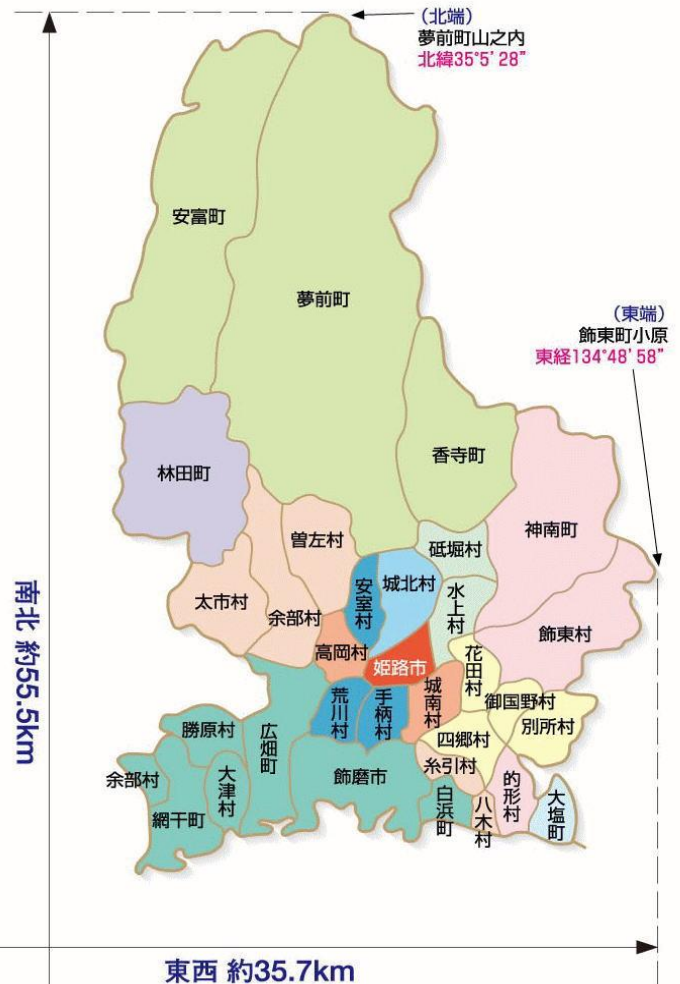 （北端）
夢前町山之内
北緯35°5’28”
安富町
夢前町
（東端）
飾東町小原
東経134°48’58”
香寺町
林田町
神南町
曽左村
砥堀村
安室村
城北村
水上村
太市村
余部村
飾東村
高岡村
姫路市
花田村
荒川村
手柄村
城南村
御国野村
別所村
勝原村
広畑町
四郷村
糸引村
余部村
大津村
飾磨市
白浜町
八木村
的形村
大塩町
網干町
南北 約55.5km
東西 約35.7km